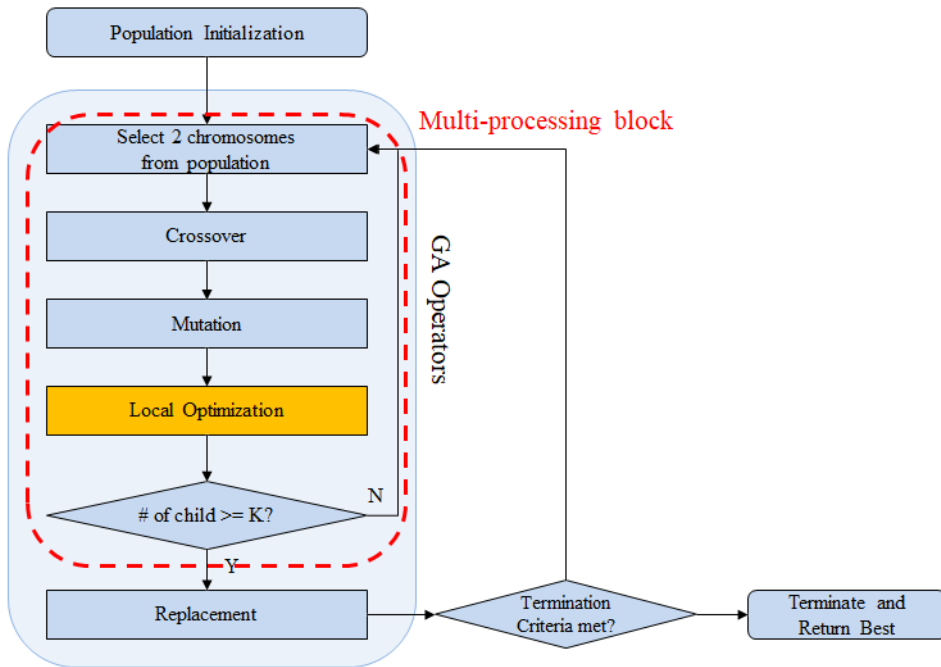 Population Initialization
Multi-processing block
Select 2 chromosomes
from population
Crossover
GA Operators
Mutation
Local Optimization
# of child >= K?
N
Y
Replacement
Termination
Criteria met?
Terminate and
Return Best